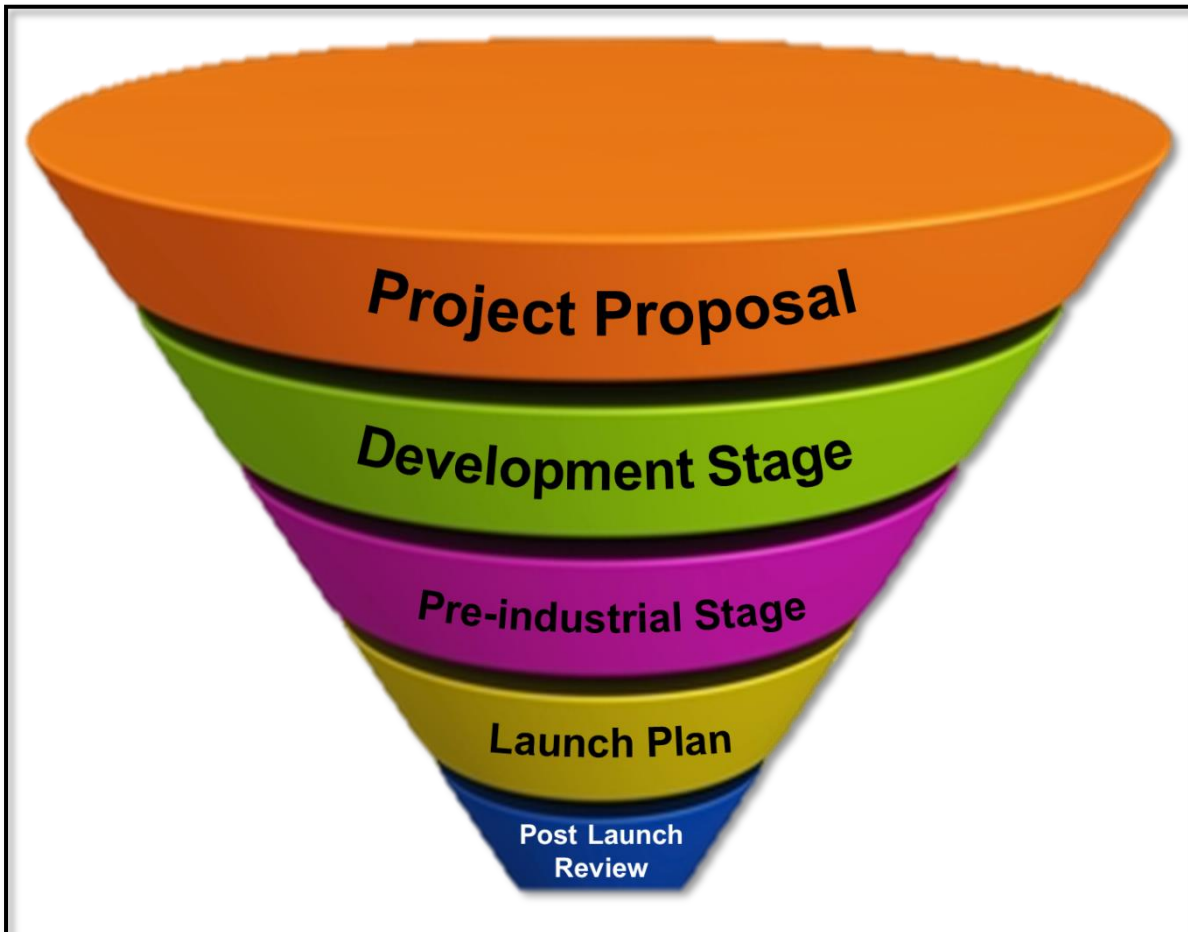 Project Proposal
Development Stage
Pre-industrial Stage
Launch Plan
Post Launch
Review